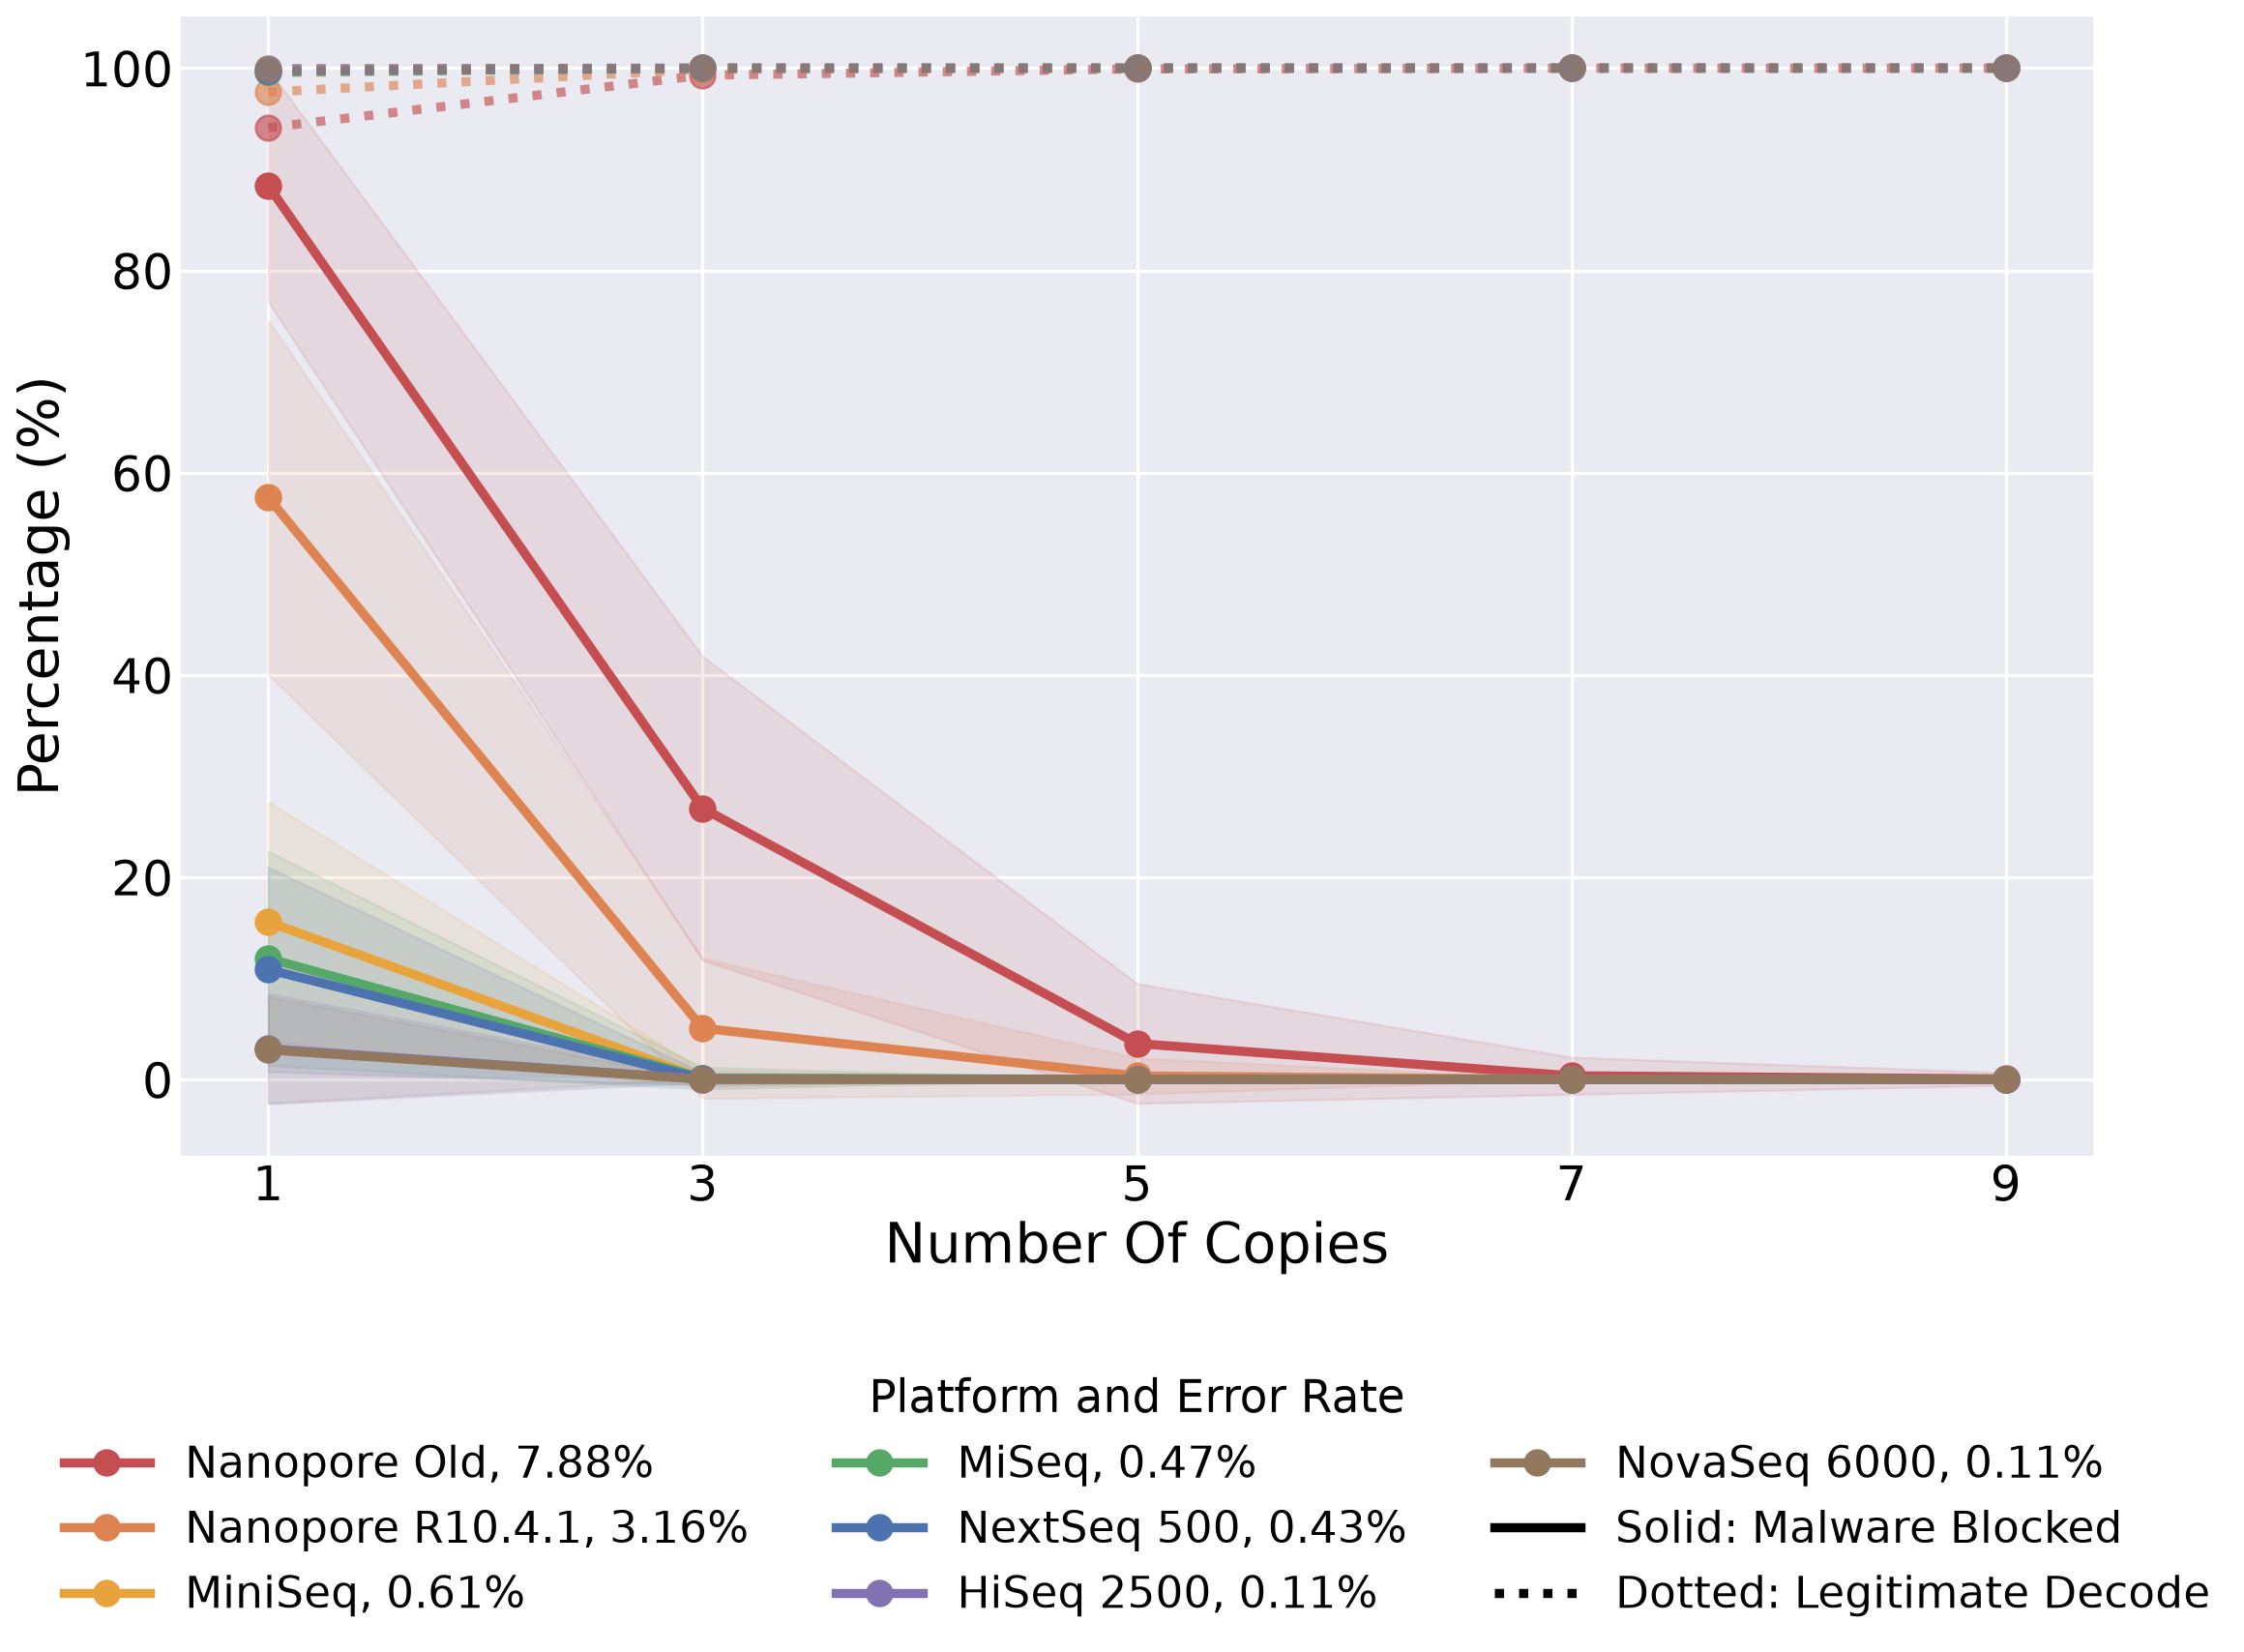 100
80
60
40
20
0
Percentage (%)
1 3 5 7 9
Number Of Copies
Platform and Error Rate
Nanopore Old, 7.88%
Nanopore R10.4.1, 3.16%
MiniSeq, 0.61%
MiSeq, 0.47%
NextSeq 500, 0.43%
HiSeq 2500, 0.11%
NovaSeq 6000, 0.11%
Solid: Malware Blocked
Dotted: Legitimate Decode